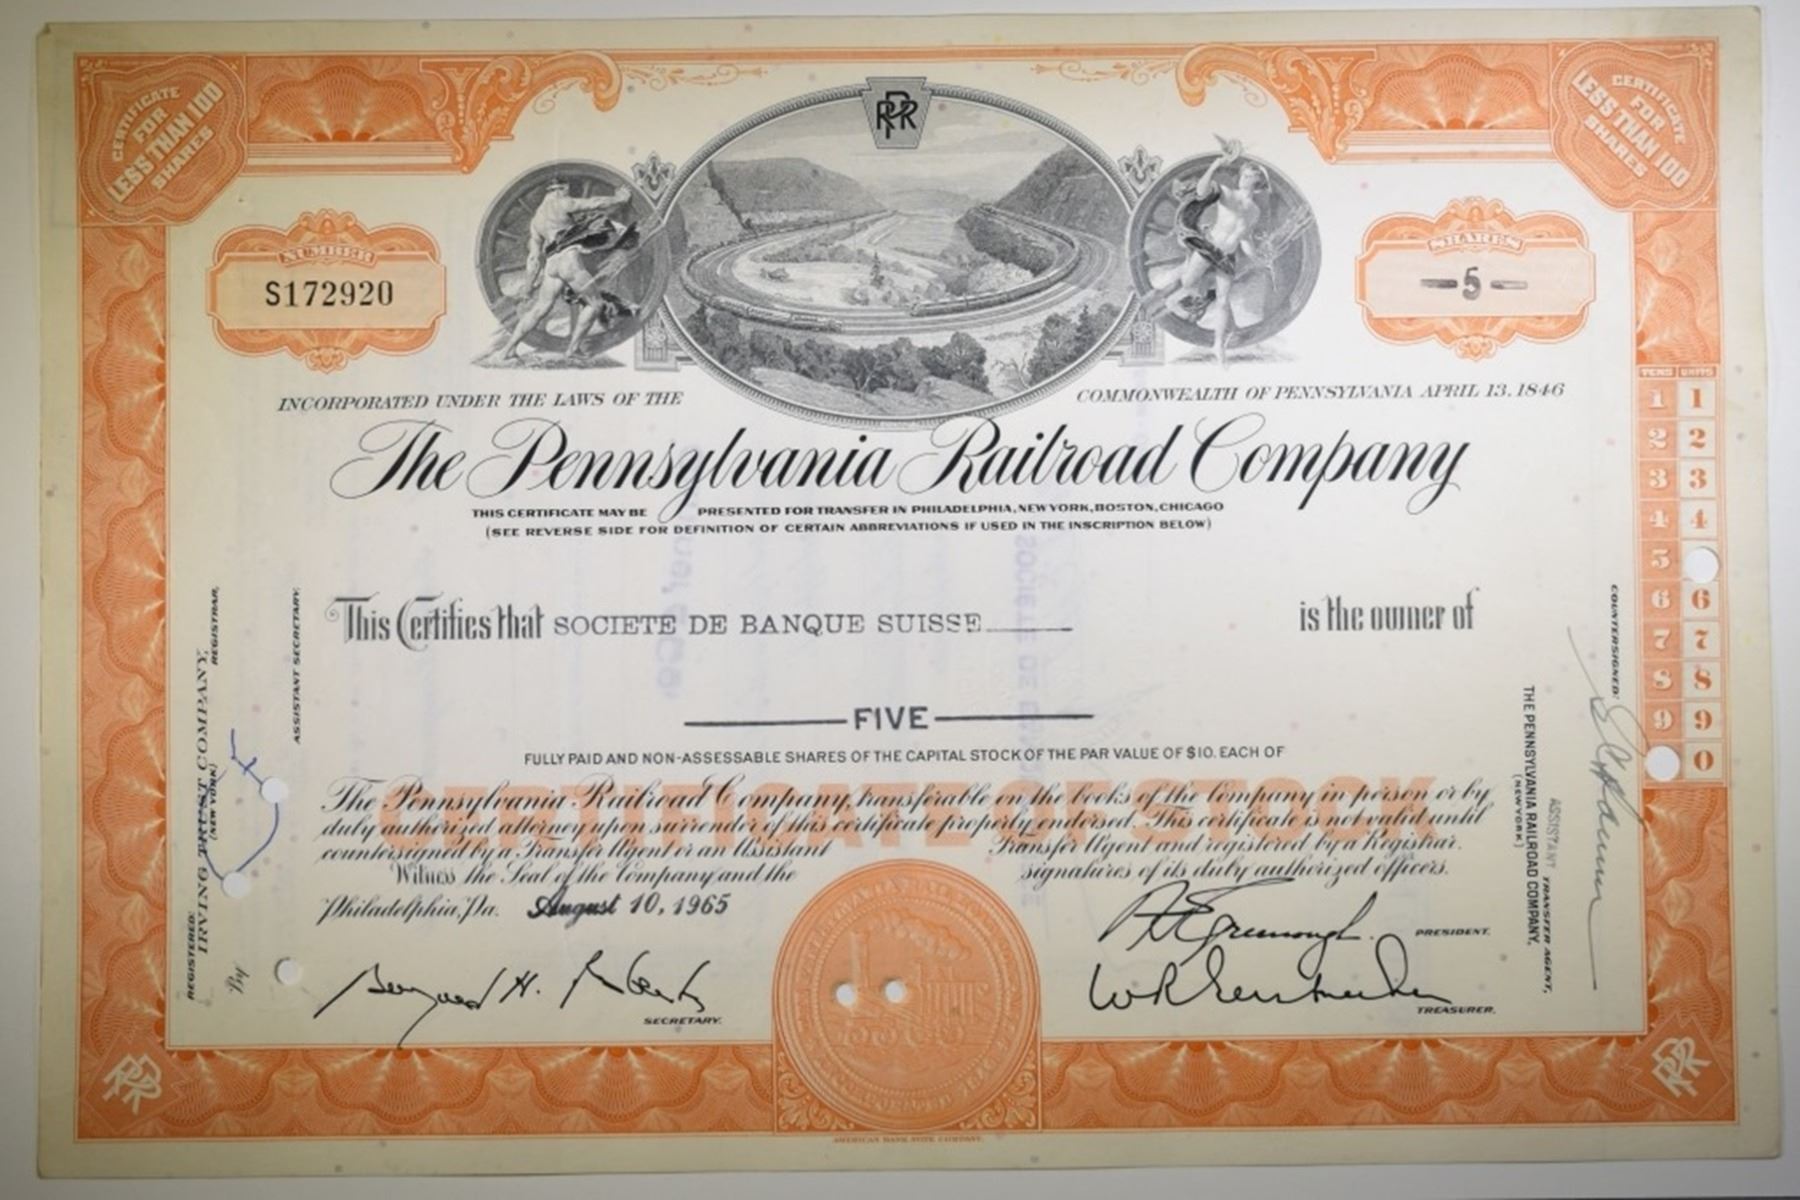 CERTIFICATE
FOR
LESS THAN 100
SHARES
PRR
CERTIFICATE
FOR
LESS THAN 100
SHARES
NUMBER
S172920
SHARES
-5-
INCORPORATED UNDER THE LAWS OF THE
COMMONWEALTH OF PENNSYLVANIA APRIL 13, 1846
The Pennsylvania Railroad Company
THIS CERTIFICATE MAY BE PRESENTED FOR TRANSFER IN PHILADELPHIA, NEW YORK, BOSTON, CHICAGO
(SEE REVERSE SIDE FOR DEFINITION OF CERTAIN ABBREVIATIONS IF USED IN THE INSCRIPTION BELOW)
This Certifies that SOCIETE DE BANQUE SUISSE is the owner of
FIVE
FULLY PAID AND NON-ASSESSABLE SHARES OF THE CAPITAL STOCK OF THE PAR VALUE OF $10. EACH OF
CERTIFICATE OF STOCK
The Pennsylvania Railroad Company, transferable on the books of the Company in person or by
duly authorized attorney upon surrender of this certificate properly endorsed. This certificate is not valid until
countersigned by a Transfer Agent or an Assistant Transfer Agent and registered by a Registrar.
Witness the Seal of the Company and the signatures of its duly authorized officers.
Philadelphia, Pa. August 10, 1965
PRESIDENT.
SECRETARY.
TREASURER.
REGISTERED:
IRVING TRUST COMPANY,
(NEW YORK)
REGISTRAR,
By
ASSISTANT SECRETARY.
COUNTERSIGNED:
THE PENNSYLVANIA RAILROAD COMPANY,
(NEW YORK)
ASSISTANT TRANSFER AGENT,
TENS UNITS
1 1
2 2
3 3
4 4
5
6 6
7 7
8 8
9 9
0
PRR
PRR
AMERICAN BANK NOTE COMPANY.